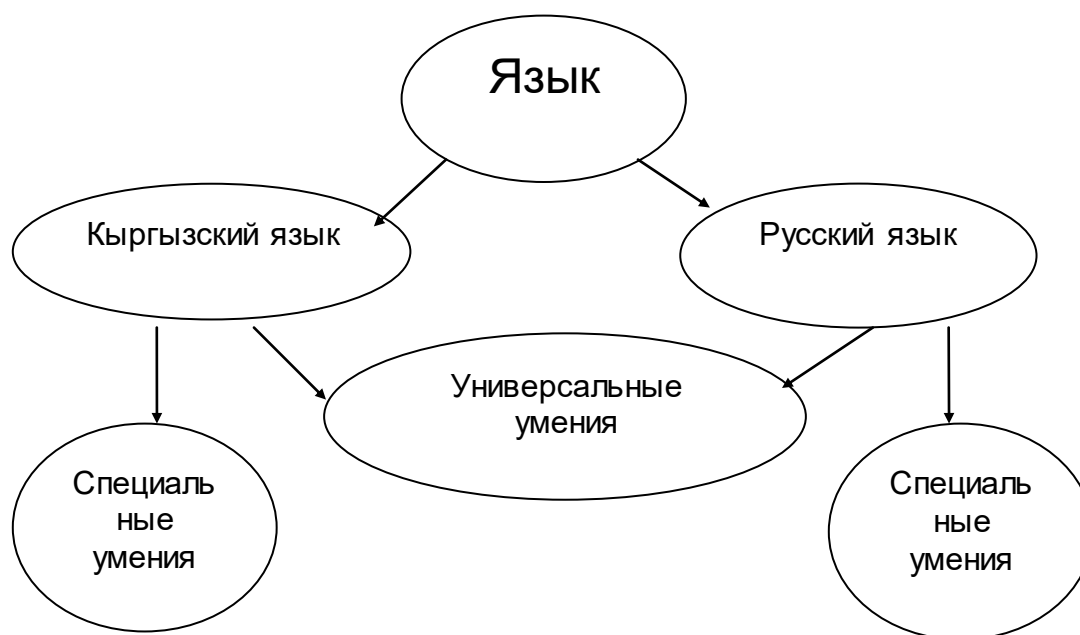 Язык
Кыргызский язык
Русский язык
Универсальные
умения
Специаль
ные
умения
Специаль
ные
умения